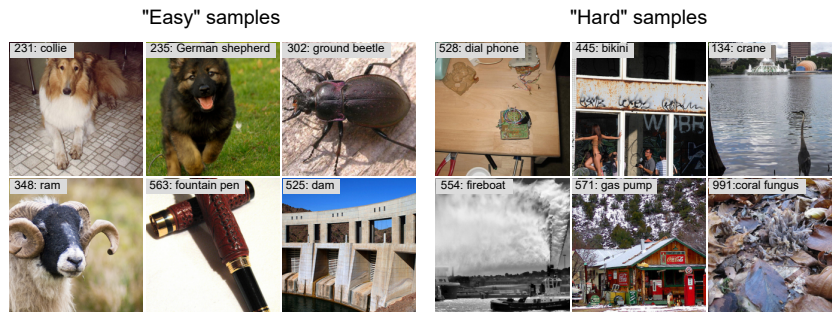 "Easy" samples
"Hard" samples
231: collie
235: German shepherd
302: ground beetle
528: dial phone
445: bikini
134: crane
348: ram
563: fountain pen
525: dam
554: fireboat
571: gas pump
991:coral fungus